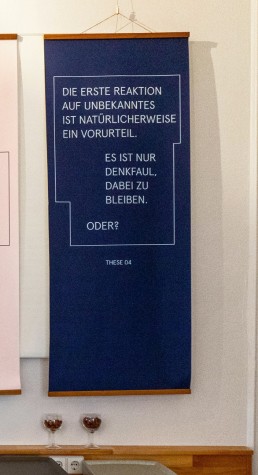 DIE ERSTE REAKTION
AUF UNBEKANNTES
IST NATÜRLICHERWEISE
EIN VORURTEIL.
ES IST NUR
DENKFAUL,
DABEI ZU
BLEIBEN.
ODER?
THESE 04